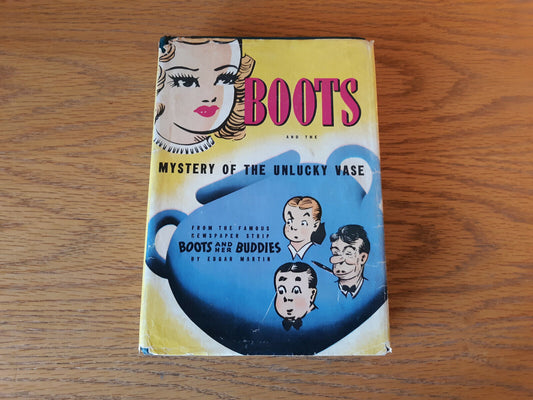 BOOTS
AND THE
MYSTERY OF THE UNLUCKY VASE
FROM THE FAMOUS
NEWSPAPER STRIP
BOOTS AND HER BUDDIES
BY EDGAR MARTIN